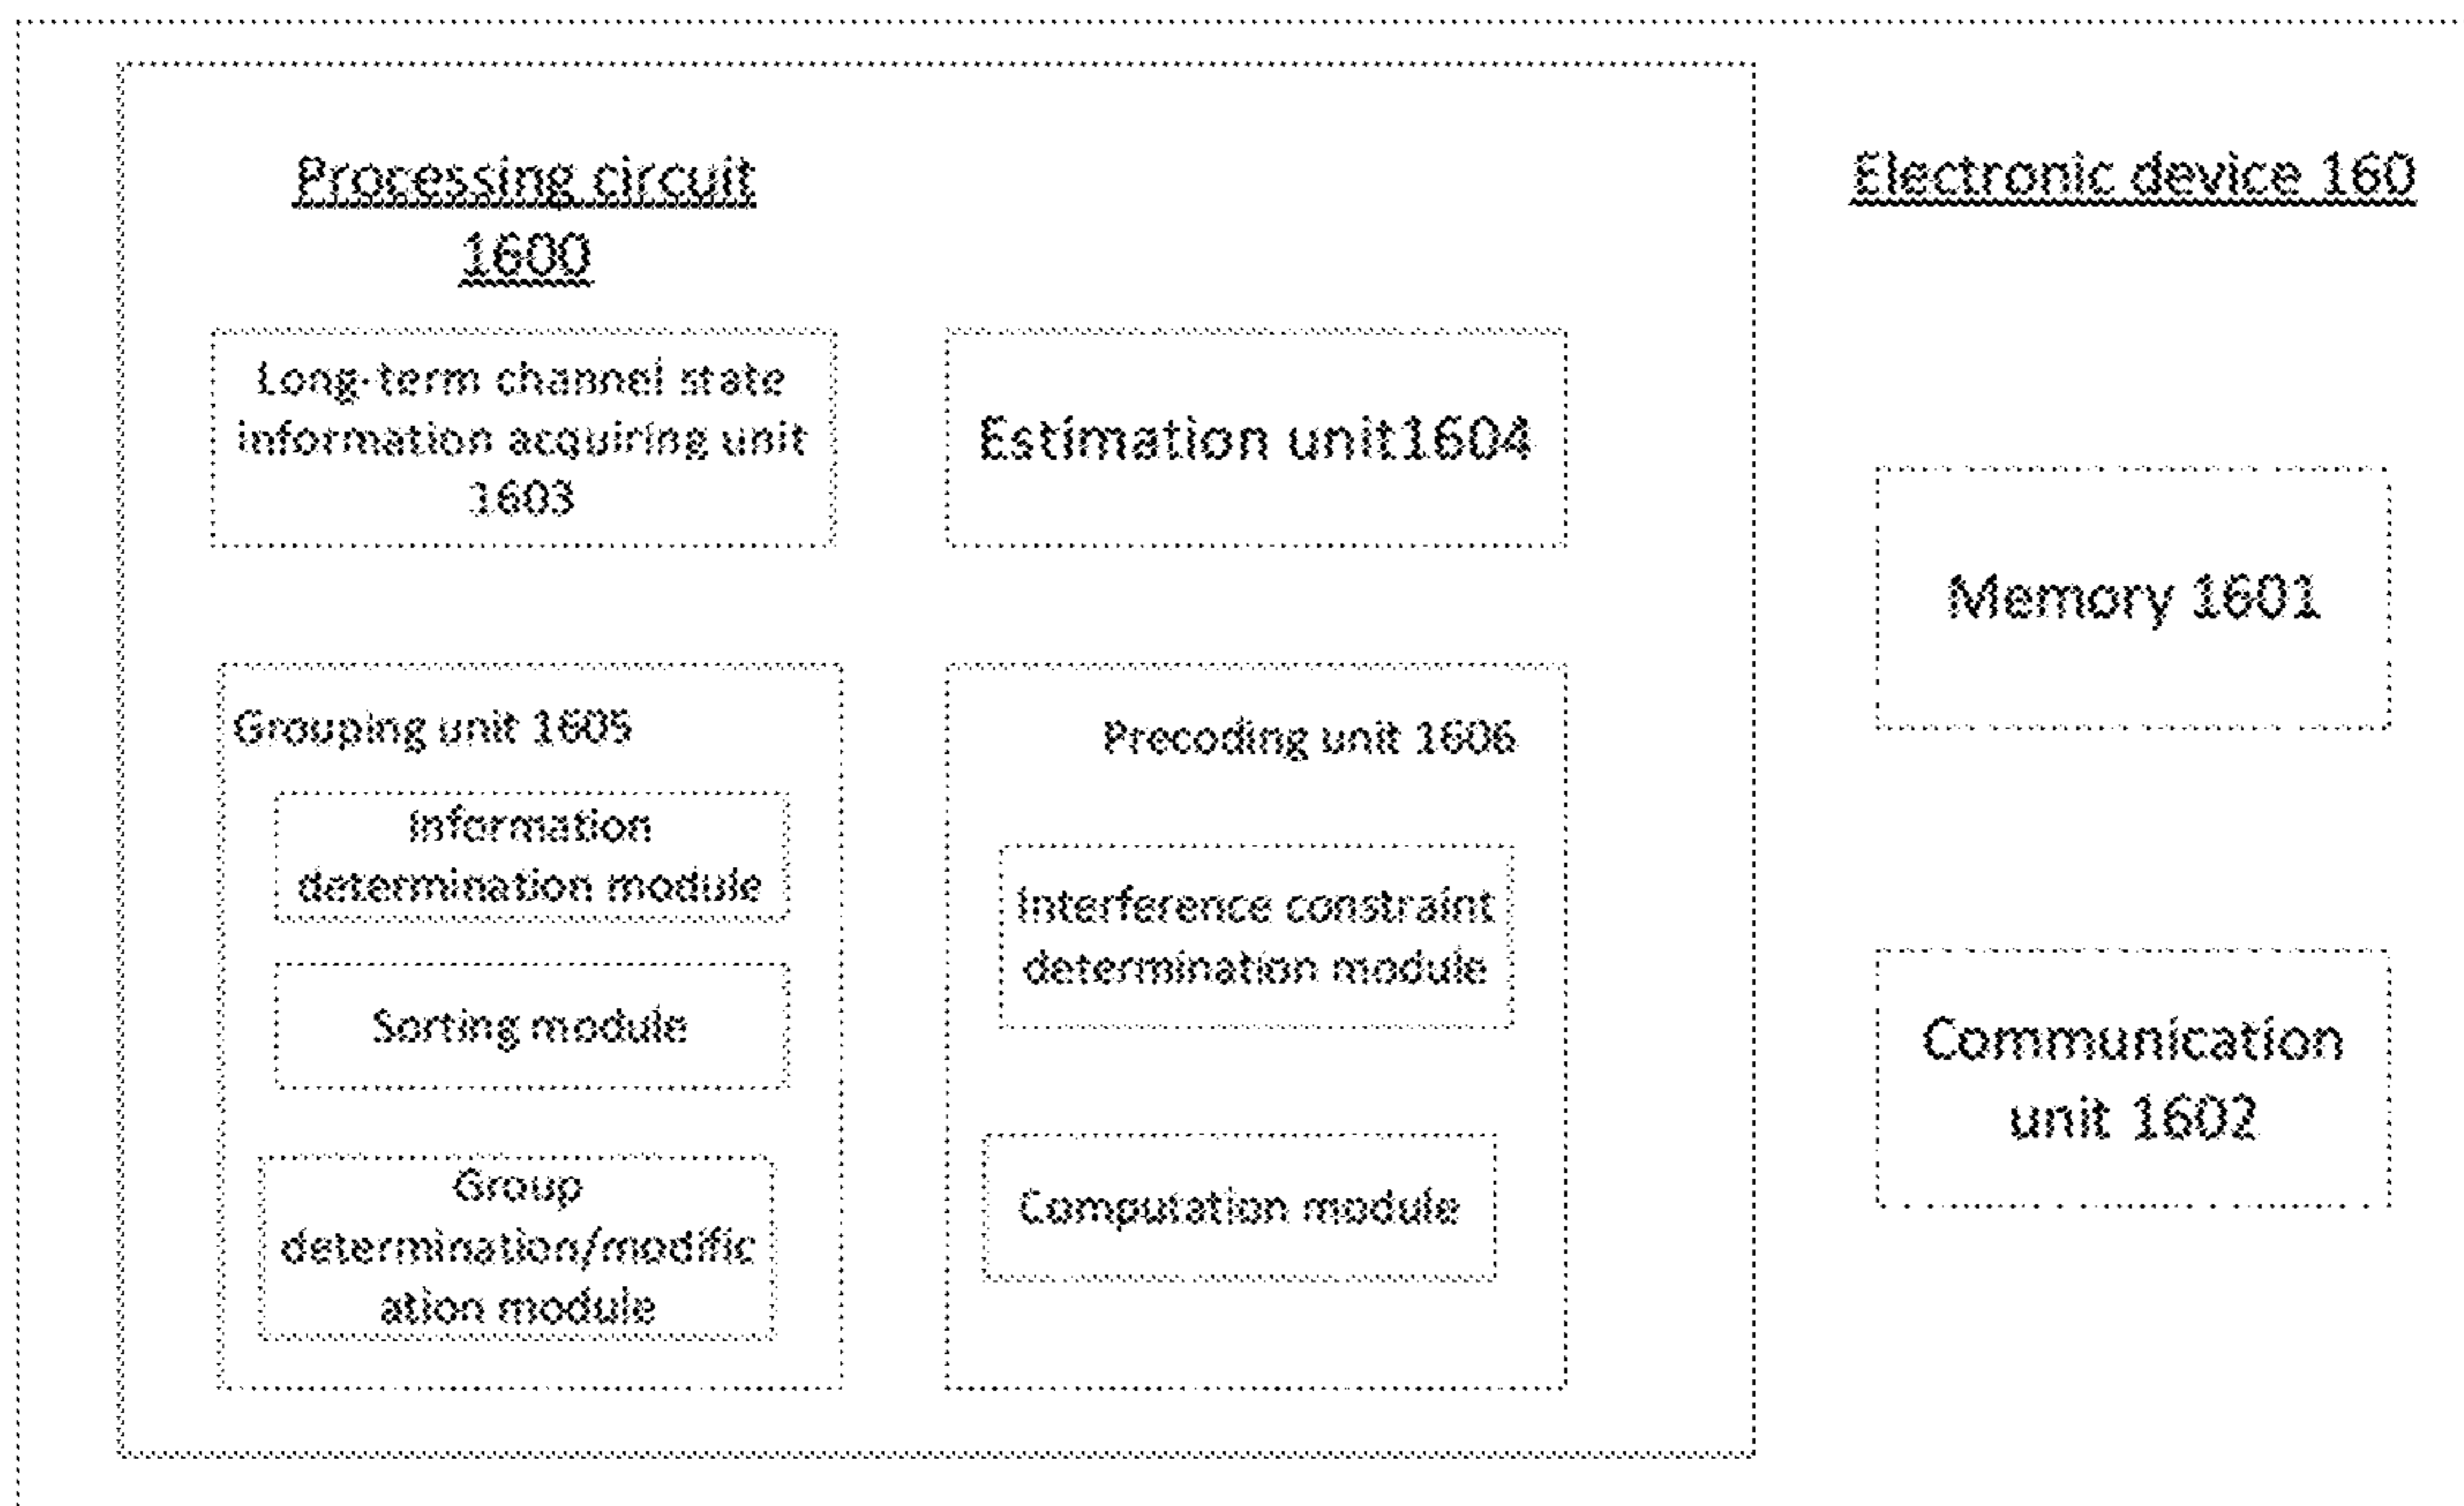 Processing circuit
1600
Electronic device 160
Long-term channel state
information acquiring unit
1603
Estimation unit1604
Memory 1601
Grouping unit 1605
Information
determination module
Sorting module
Group
determination/modific
ation module
Precoding unit 1606
Interference constraint
determination module
Computation module
Communication
unit 1602